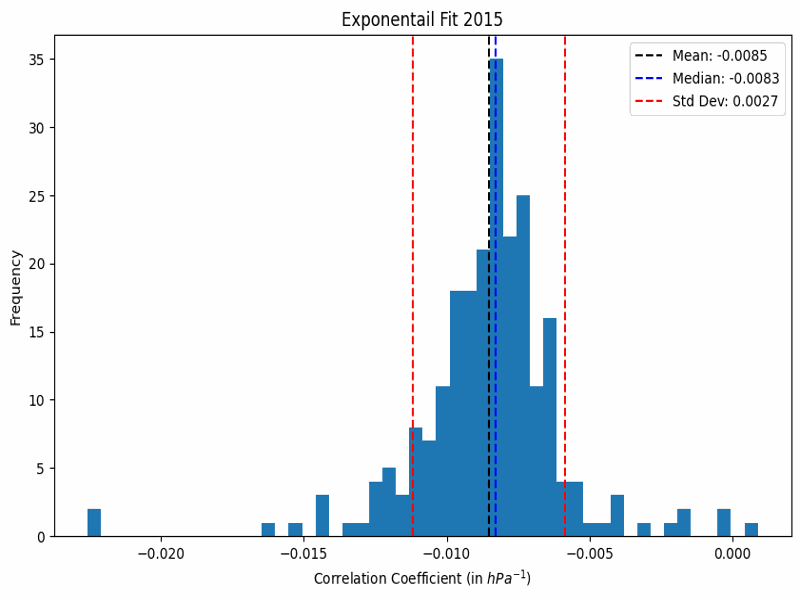 Exponentail Fit 2015
Mean: -0.0085
Median: -0.0083
Std Dev: 0.0027
Frequency
35
30
25
20
15
10
5
0
−0.020 −0.015 −0.010 −0.005 0.000
Correlation Coefficient (in hPa⁻¹)